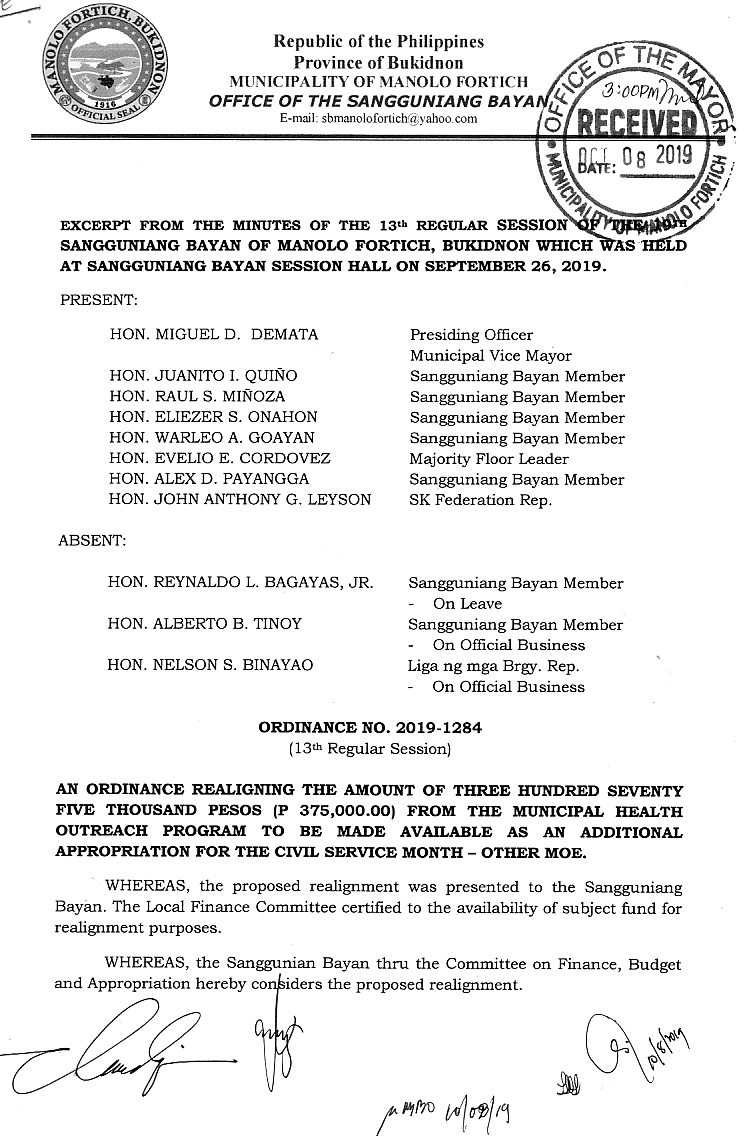 MANOLO FORTICH, BUKIDNON
1916
OFFICIAL SEAL
Republic of the Philippines
Province of Bukidnon
MUNICIPALITY OF MANOLO FORTICH
OFFICE OF THE SANGGUNIANG BAYAN
E-mail: sbmanolofortich@yahoo.com
OFFICE OF THE MAYOR
3:00PM
RECEIVED
OCT 08 2019
DATE:
MUNICIPALITY OF MANOLO FORTICH
EXCERPT FROM THE MINUTES OF THE 13th REGULAR SESSION OF THE
SANGGUNIANG BAYAN OF MANOLO FORTICH, BUKIDNON WHICH WAS HELD
AT SANGGUNIANG BAYAN SESSION HALL ON SEPTEMBER 26, 2019.
PRESENT:
HON. MIGUEL D. DEMATA Presiding Officer
Municipal Vice Mayor
HON. JUANITO I. QUIÑO Sangguniang Bayan Member
HON. RAUL S. MIÑOZA Sangguniang Bayan Member
HON. ELIEZER S. ONAHON Sangguniang Bayan Member
HON. WARLEO A. GOAYAN Sangguniang Bayan Member
HON. EVELIO E. CORDOVEZ Majority Floor Leader
HON. ALEX D. PAYANGGA Sangguniang Bayan Member
HON. JOHN ANTHONY G. LEYSON SK Federation Rep.
ABSENT:
HON. REYNALDO L. BAGAYAS, JR. Sangguniang Bayan Member
- On Leave
HON. ALBERTO B. TINOY Sangguniang Bayan Member
- On Official Business
HON. NELSON S. BINAYAO Liga ng mga Brgy. Rep.
- On Official Business
ORDINANCE NO. 2019-1284
(13th Regular Session)
AN ORDINANCE REALIGNING THE AMOUNT OF THREE HUNDRED SEVENTY
FIVE THOUSAND PESOS (P 375,000.00) FROM THE MUNICIPAL HEALTH
OUTREACH PROGRAM TO BE MADE AVAILABLE AS AN ADDITIONAL
APPROPRIATION FOR THE CIVIL SERVICE MONTH – OTHER MOE.
WHEREAS, the proposed realignment was presented to the Sangguniang
Bayan. The Local Finance Committee certified to the availability of subject fund for
realignment purposes.
WHEREAS, the Sanggunian Bayan thru the Committee on Finance, Budget
and Appropriation hereby considers the proposed realignment.
10/8/2019
10/08/19